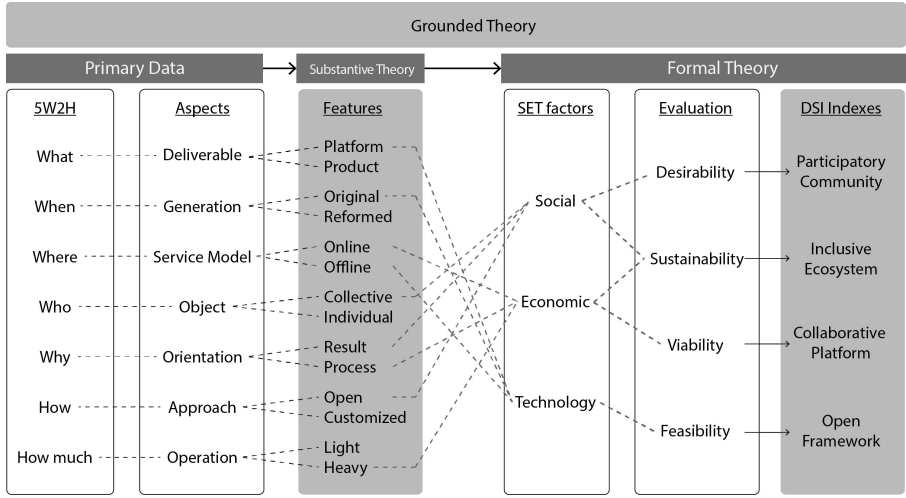 Grounded Theory
Primary Data
Substantive Theory
Formal Theory
5W2H
What
When
Where
Who
Why
How
How much
Aspects
Deliverable
Generation
Service Model
Object
Orientation
Approach
Operation
Features
Platform
Product
Original
Reformed
Online
Offline
Collective
Individual
Result
Process
Open
Customized
Light
Heavy
SET factors
Social
Economic
Technology
Evaluation
Desirability
Sustainability
Viability
Feasibility
DSI Indexes
Participatory
Community
Inclusive
Ecosystem
Collaborative
Platform
Open
Framework